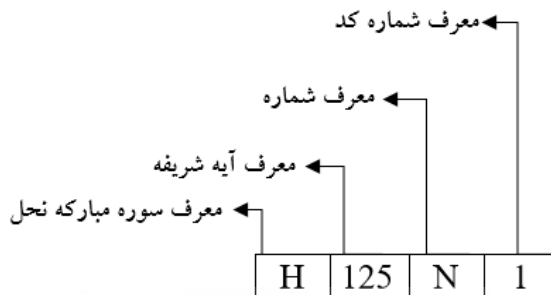 معرف شماره کد
معرف شماره
معرف آیه شریفه
معرف سوره مبارکه نحل
H 125 N 1